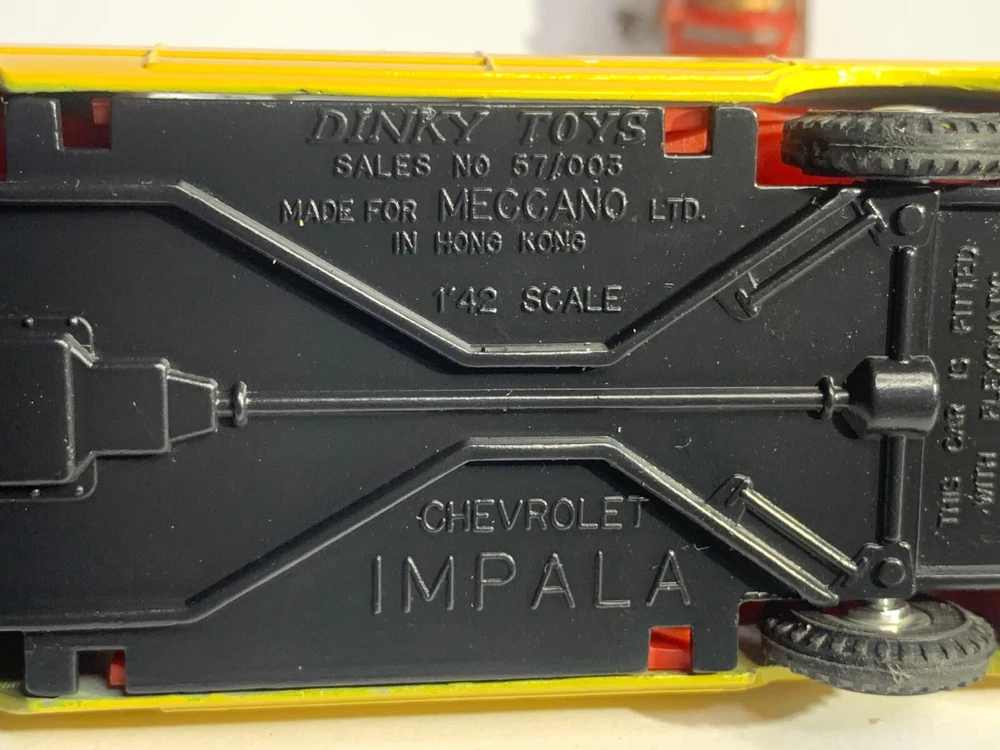 DINKY TOYS
SALES NO 57/003
MADE FOR MECCANO LTD.
IN HONG KONG
1'42 SCALE
CHEVROLET
IMPALA
THIS CAR IS FITTED
WITH